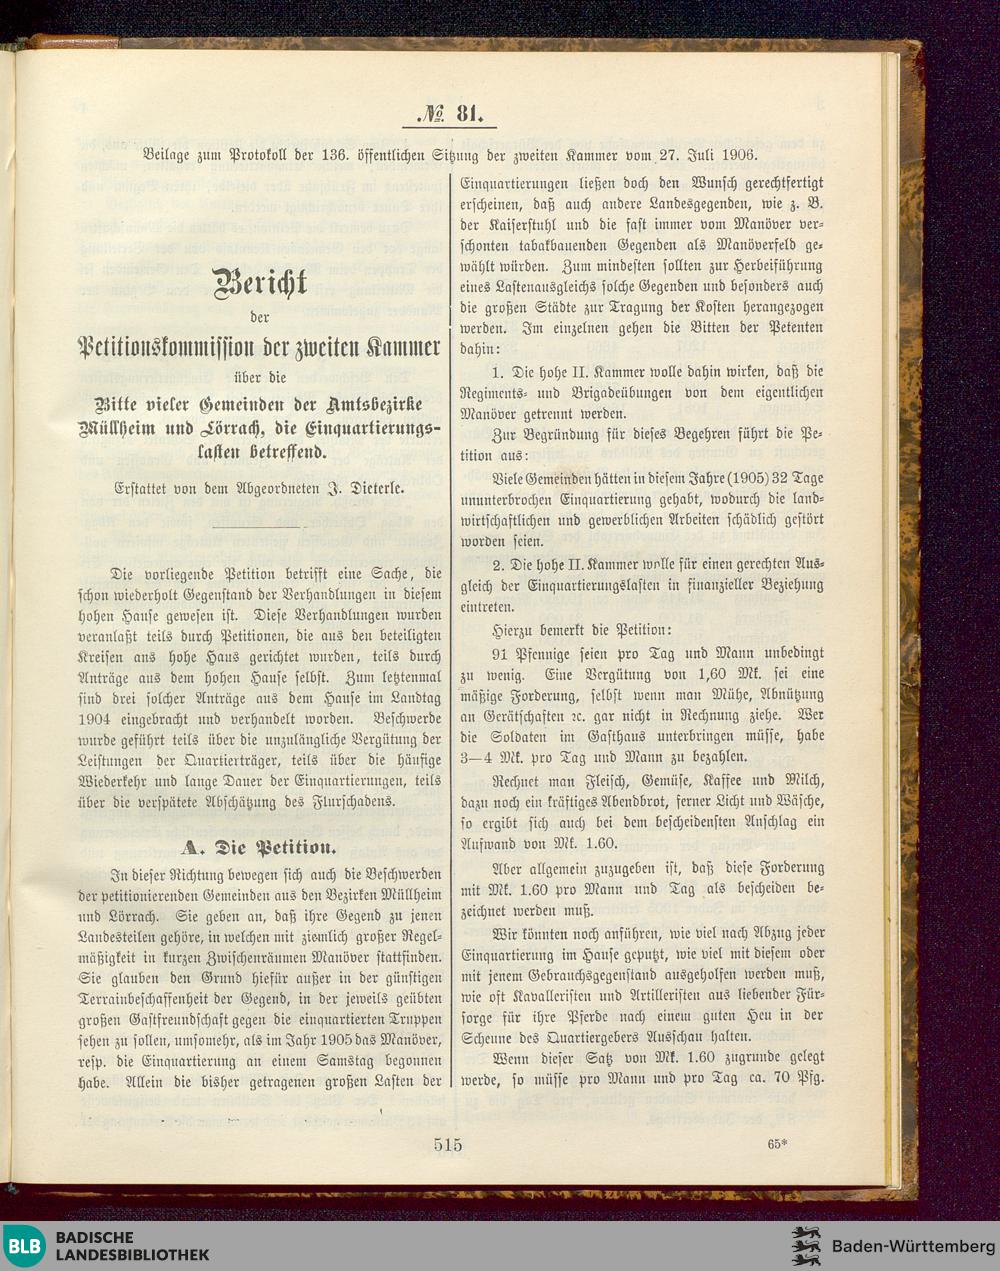 № 81.
Beilage zum Protokoll der 136. öffentlichen Sitzung der zweiten Kammer vom 27. Juli 1906.
Bericht
der
Petitionskommission der zweiten Kammer
über die
Bitte vieler Gemeinden der Amtsbezirke
Müllheim und Lörrach, die Einquartierungs-
lasten betreffend.
Erstattet von dem Abgeordneten J. Dieterle.
Die vorliegende Petition betrifft eine Sache, die
schon wiederholt Gegenstand der Verhandlungen in diesem
hohen Hause gewesen ist. Diese Verhandlungen wurden
veranlaßt teils durch Petitionen, die aus den beteiligten
Kreisen ans hohe Haus gerichtet wurden, teils durch
Anträge aus dem hohen Hause selbst. Zum letztenmal
sind drei solcher Anträge aus dem Hause im Landtag
1904 eingebracht und verhandelt worden. Beschwerde
wurde geführt teils über die unzulängliche Vergütung der
Leistungen der Quartierträger, teils über die häufige
Wiederkehr und lange Dauer der Einquartierungen, teils
über die verspätete Abschätzung des Flurschadens.
A. Die Petition.
In dieser Richtung bewegen sich auch die Beschwerden
der petitionierenden Gemeinden aus den Bezirken Müllheim
und Lörrach. Sie geben an, daß ihre Gegend zu jenen
Landesteilen gehöre, in welchen mit ziemlich großer Regel-
mäßigkeit in kurzen Zwischenräumen Manöver stattfinden.
Sie glauben den Grund hiefür außer in der günstigen
Terrainbeschaffenheit der Gegend, in der jeweils geübten
großen Gastfreundschaft gegen die einquartierten Truppen
sehen zu sollen, umsomehr, als im Jahr 1905 das Manöver,
resp. die Einquartierung an einem Samstag begonnen
habe. Allein die bisher getragenen großen Lasten der
Einquartierungen ließen doch den Wunsch gerechtfertigt
erscheinen, daß auch andere Landesgegenden, wie z. B.
der Kaiserstuhl und die fast immer vom Manöver ver-
schonten tabakbauenden Gegenden als Manöverfeld ge-
wählt würden. Zum mindesten sollten zur Herbeiführung
eines Lastenausgleichs solche Gegenden und besonders auch
die großen Städte zur Tragung der Kosten herangezogen
werden. Im einzelnen gehen die Bitten der Petenten
dahin:
1. Die hohe II. Kammer wolle dahin wirken, daß die
Regiments- und Brigadeübungen von dem eigentlichen
Manöver getrennt werden.
Zur Begründung für dieses Begehren führt die Pe-
tition aus:
Viele Gemeinden hätten in diesem Jahre (1905) 32 Tage
ununterbrochen Einquartierung gehabt, wodurch die land-
wirtschaftlichen und gewerblichen Arbeiten schädlich gestört
worden seien.
2. Die hohe II. Kammer wolle für einen gerechten Aus-
gleich der Einquartierungslasten in finanzieller Beziehung
eintreten.
Hierzu bemerkt die Petition:
91 Pfennige seien pro Tag und Mann unbedingt
zu wenig. Eine Vergütung von 1,60 Mk. sei eine
mäßige Forderung, selbst wenn man Mühe, Abnützung
an Gerätschaften ꝛc. gar nicht in Rechnung ziehe. Wer
die Soldaten im Gasthaus unterbringen müsse, habe
3—4 Mk. pro Tag und Mann zu bezahlen.
Rechnet man Fleisch, Gemüse, Kaffee und Milch,
dazu noch ein kräftiges Abendbrot, ferner Licht und Wäsche,
so ergibt sich auch bei dem bescheidensten Anschlag ein
Aufwand von Mk. 1.60.
Aber allgemein zuzugeben ist, daß diese Forderung
mit Mk. 1.60 pro Mann und Tag als bescheiden be-
zeichnet werden muß.
Wir könnten noch anführen, wie viel nach Abzug jeder
Einquartierung im Hause geputzt, wie viel mit diesem oder
mit jenem Gebrauchsgegenstand ausgeholfen werden muß,
wie oft Kavalleristen und Artilleristen aus liebender Für-
sorge für ihre Pferde nach einem guten Heu in der
Scheune des Quartiergebers Ausschau halten.
Wenn dieser Satz von Mk. 1.60 zugrunde gelegt
werde, so müsse pro Mann und pro Tag ca. 70 Pfg.
515
65*
BLB BADISCHE
LANDESBIBLIOTHEK
Baden-Württemberg